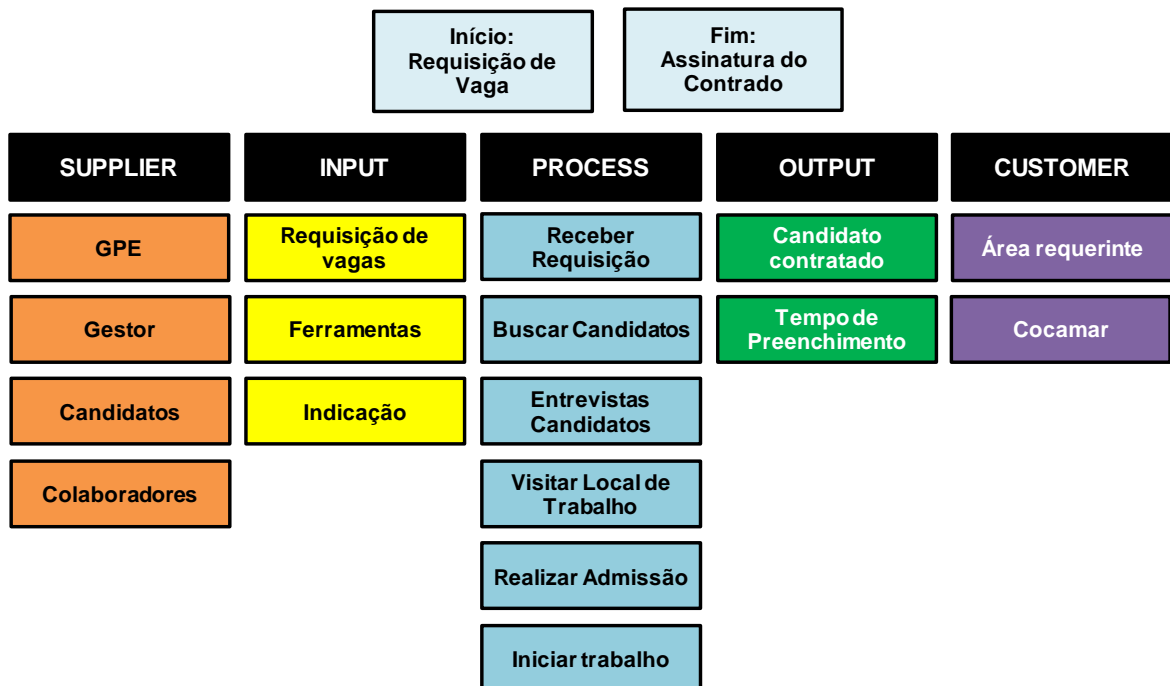 Início:
Requisição de
Vaga
Fim:
Assinatura do
Contrado
SUPPLIER
INPUT
PROCESS
OUTPUT
CUSTOMER
GPE
Requisição de
vagas
Receber
Requisição
Candidato
contratado
Área requerinte
Gestor
Ferramentas
Buscar Candidatos
Tempo de
Preenchimento
Cocamar
Candidatos
Indicação
Entrevistas
Candidatos
Colaboradores
Visitar Local de
Trabalho
Realizar Admissão
Iniciar trabalho